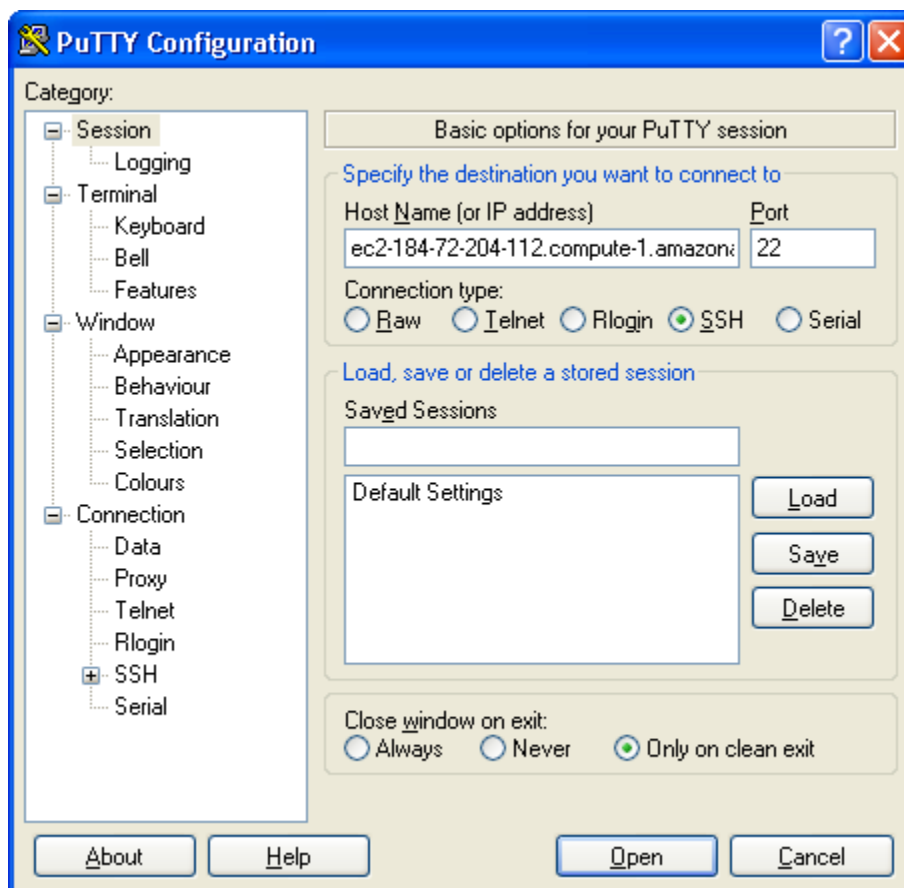 PuTTY Configuration
Category:
Session
Logging
Terminal
Keyboard
Bell
Features
Window
Appearance
Behaviour
Translation
Selection
Colours
Connection
Data
Proxy
Telnet
Rlogin
SSH
Serial
Basic options for your PuTTY session
Specify the destination you want to connect to
Host Name (or IP address) Port
ec2-184-72-204-112.compute-1.amazona 22
Connection type:
Raw Telnet Rlogin SSH Serial
Load, save or delete a stored session
Saved Sessions
Default Settings
Load
Save
Delete
Close window on exit:
Always Never Only on clean exit
About Help Open Cancel